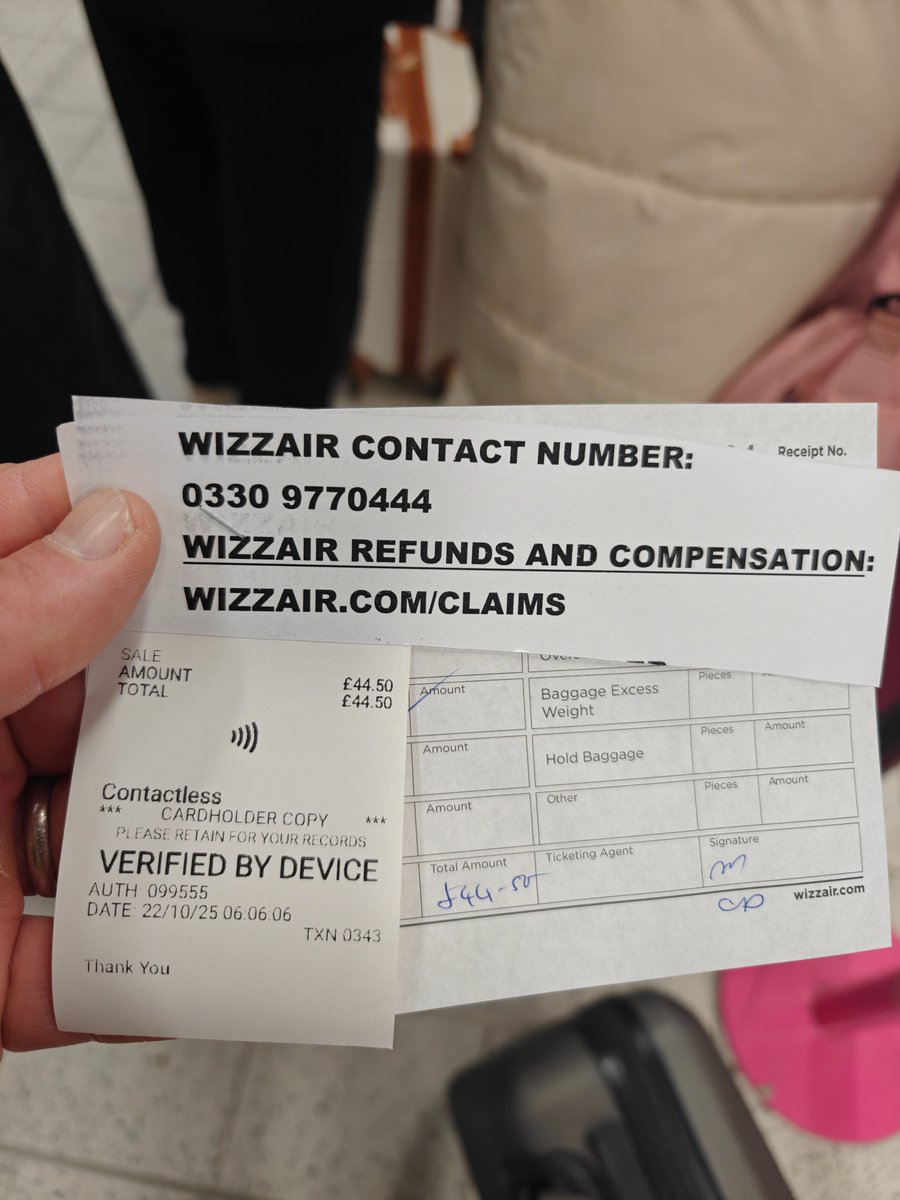 Receipt No.
WIZZAIR CONTACT NUMBER:
0330 9770444
WIZZAIR REFUNDS AND COMPENSATION:
WIZZAIR.COM/CLAIMS
SALE
AMOUNT £44.50
TOTAL £44.50
Contactless
*** CARDHOLDER COPY ***
PLEASE RETAIN FOR YOUR RECORDS
VERIFIED BY DEVICE
AUTH 099555
DATE: 22/10/25 06:06:06
TXN 0343
Thank You
Amount
Baggage Excess
Weight
Pieces
Amount
Hold Baggage
Pieces
Amount
Amount
Other
Pieces
Amount
Total Amount
£44-50
Ticketing Agent
Signature
wizzair.com